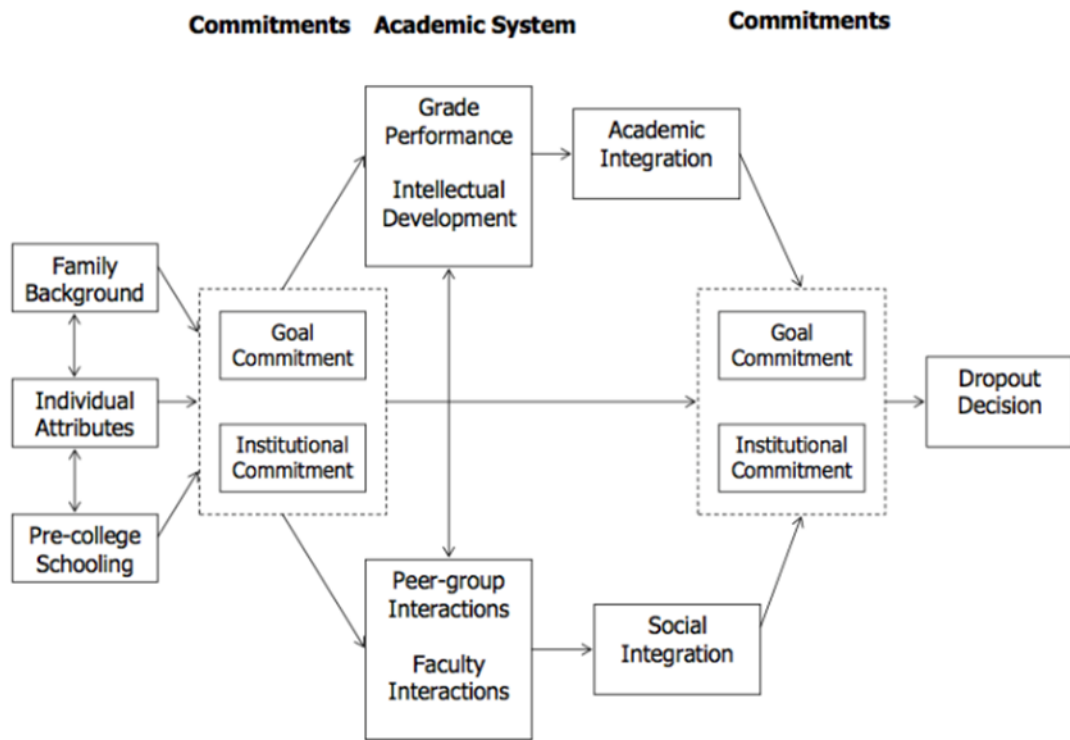 Commitments
Academic System
Commitments
Grade
Performance
Intellectual
Development
Academic
Integration
Family
Background
Individual
Attributes
Pre-college
Schooling
Goal
Commitment
Institutional
Commitment
Goal
Commitment
Institutional
Commitment
Dropout
Decision
Peer-group
Interactions
Faculty
Interactions
Social
Integration